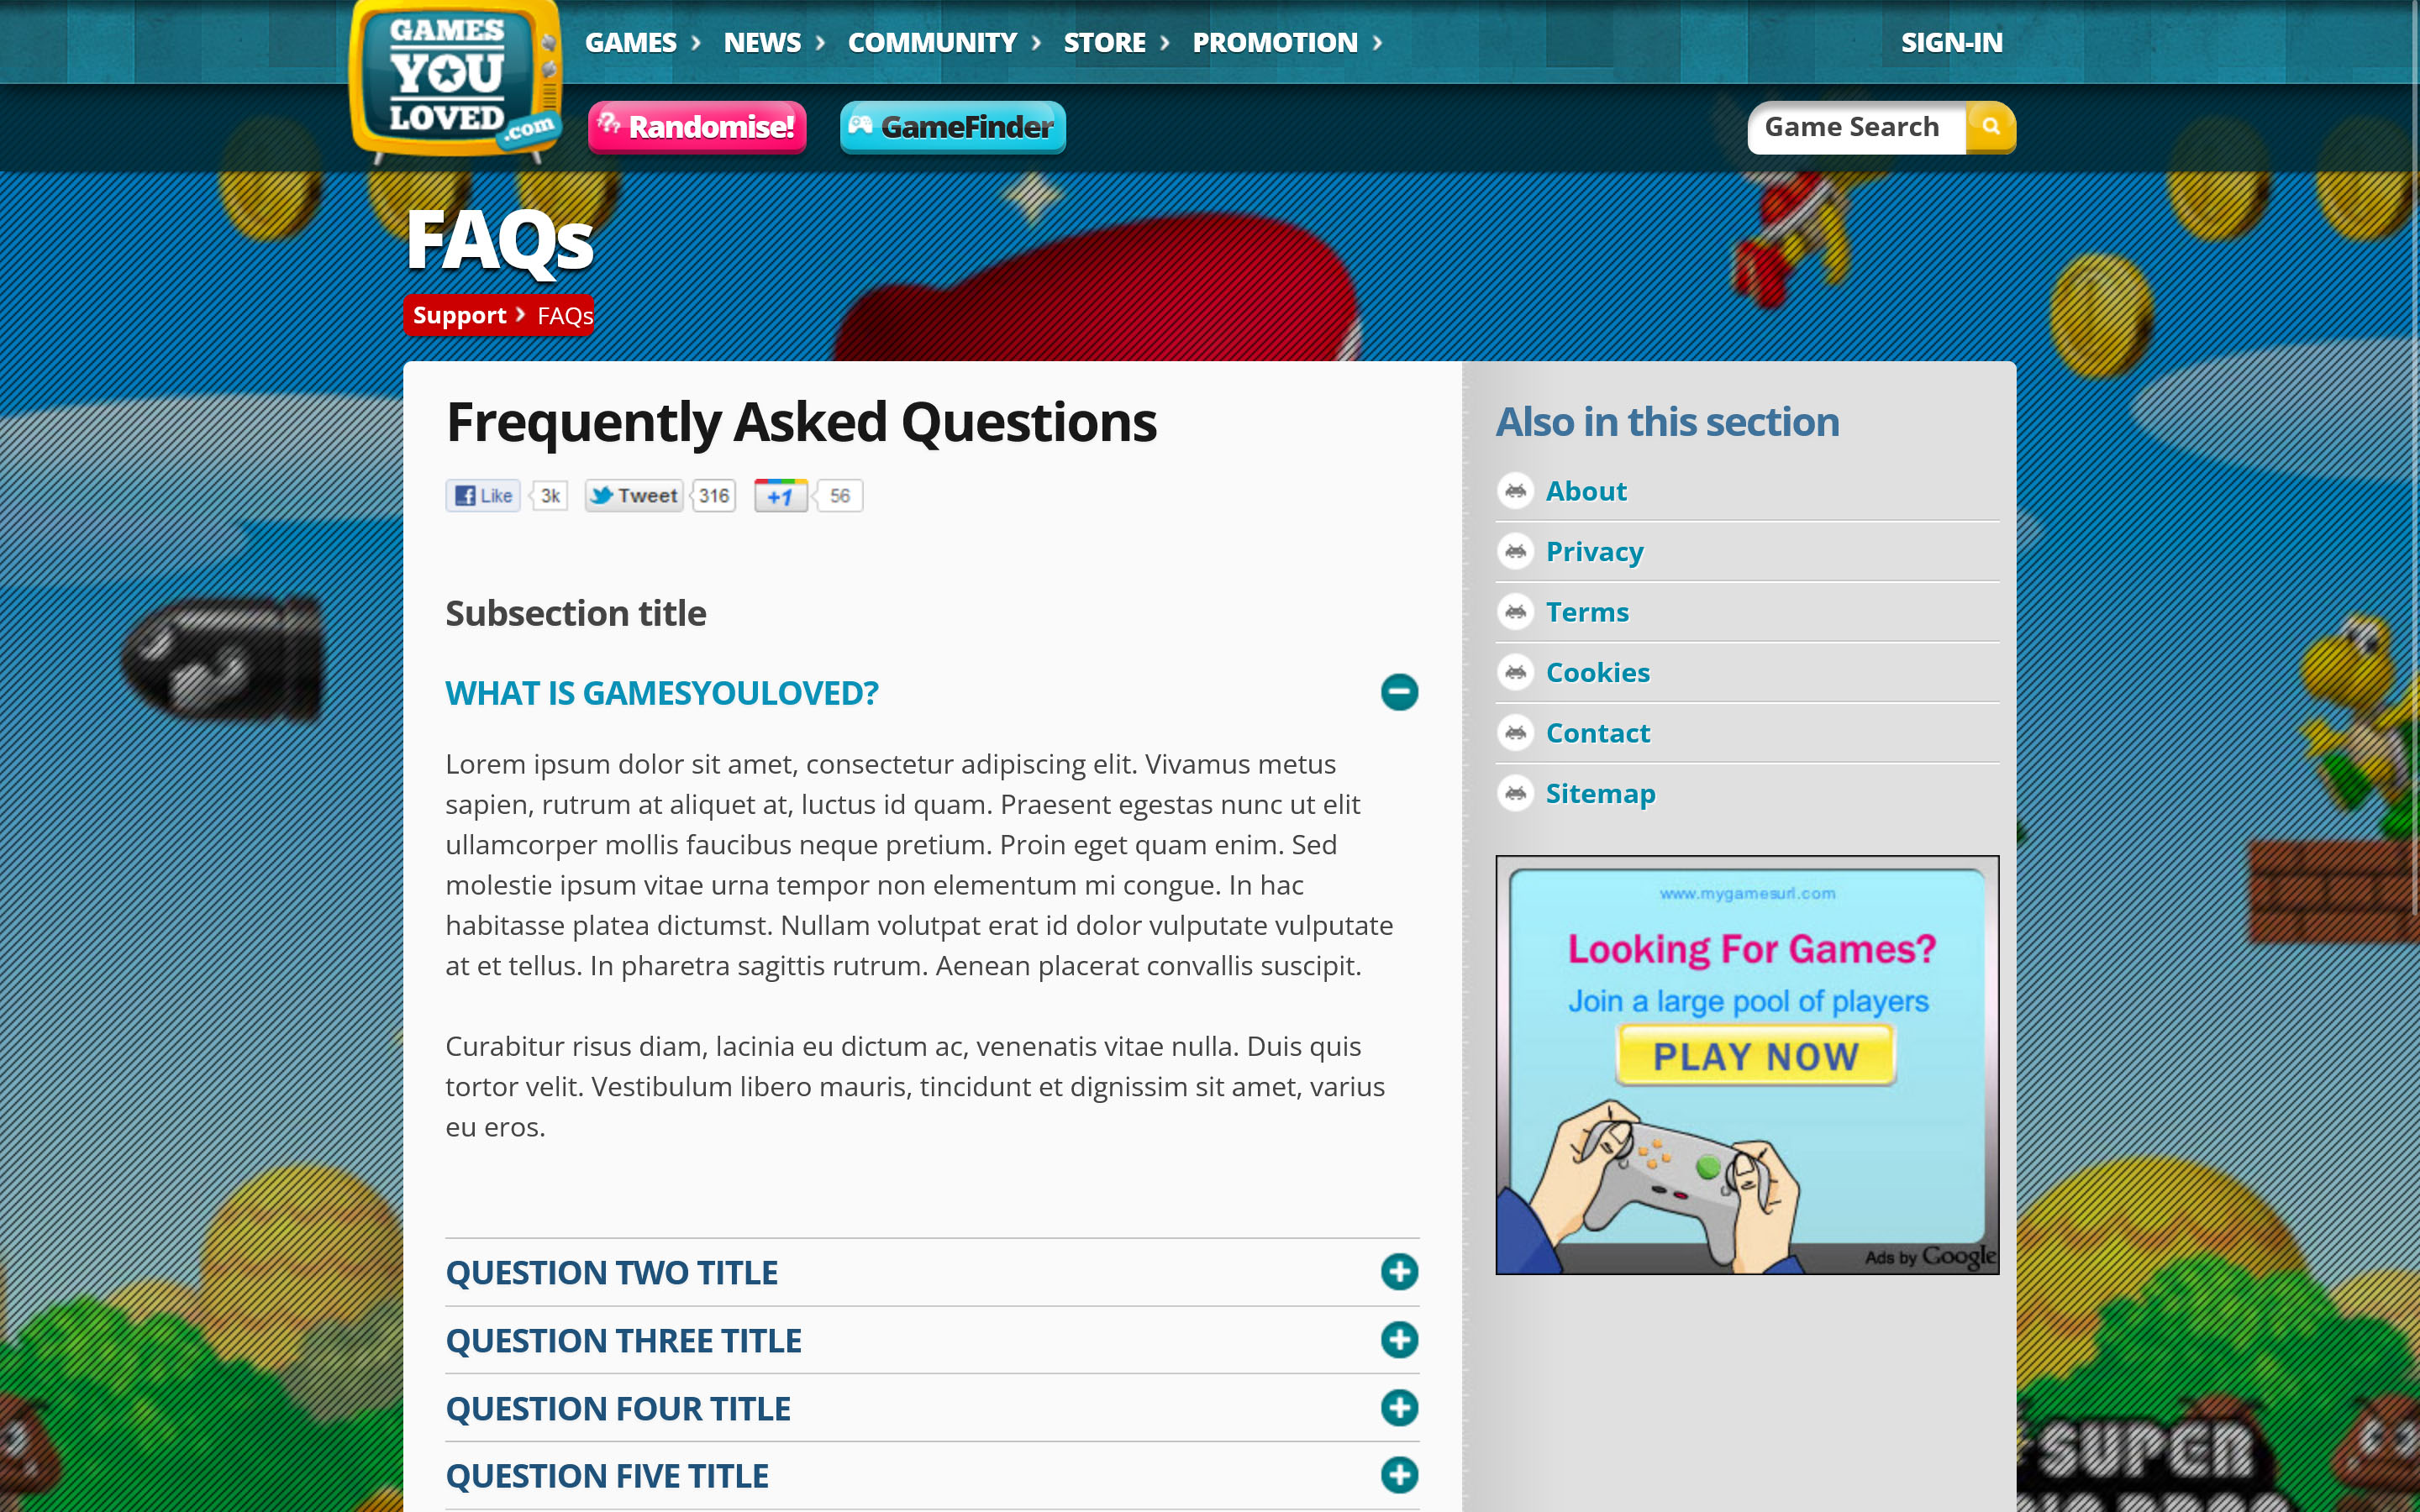 GAMES
YOU
LOVED
.com
GAMES
NEWS
COMMUNITY
STORE
PROMOTION
SIGN-IN
Randomise!
GameFinder
Game Search
FAQs
Support FAQs
Frequently Asked Questions
Like 3k Tweet 316 +1 56
Subsection title
WHAT IS GAMESYOULOVED?
Lorem ipsum dolor sit amet, consectetur adipiscing elit. Vivamus metus
sapien, rutrum at aliquet at, luctus id quam. Praesent egestas nunc ut elit
ullamcorper mollis faucibus neque pretium. Proin eget quam enim. Sed
molestie ipsum vitae urna tempor non elementum mi congue. In hac
habitasse platea dictumst. Nullam volutpat erat id dolor vulputate vulputate
at et tellus. In pharetra sagittis rutrum. Aenean placerat convallis suscipit.
Curabitur risus diam, lacinia eu dictum ac, venenatis vitae nulla. Duis quis
tortor velit. Vestibulum libero mauris, tincidunt et dignissim sit amet, varius
eu eros.
QUESTION TWO TITLE
QUESTION THREE TITLE
QUESTION FOUR TITLE
QUESTION FIVE TITLE
Also in this section
About
Privacy
Terms
Cookies
Contact
Sitemap
www.mygamesurl.com
Looking For Games?
Join a large pool of players
PLAY NOW
Ads by Google
SUPER